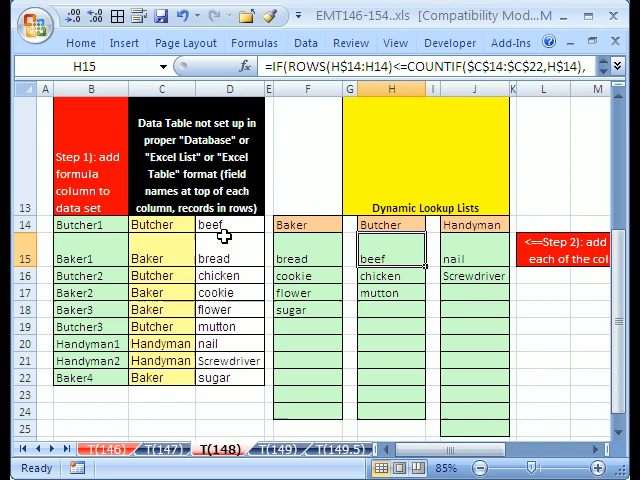 EMT146-154..xls [Compatibility Mod... M
Home Insert Page Layout Formulas Data Review View Developer Add-Ins
H15 fx =IF(ROWS(H$14:H14)<=COUNTIF($C$14:$C$22,H$14),
A B C D E F G H I J K L M
13 Step 1): add
formula
column to
data set
Data Table not set up in
proper "Database" or
"Excel List" or "Excel
Table" format (field
names at top of each
column, records in rows)
Dynamic Lookup Lists
14 Butcher1 Butcher beef Baker Butcher Handyman
<==Step 2): add
15 Baker1 Baker bread bread beef nail each of the col
16 Butcher2 Butcher chicken cookie chicken Screwdriver
17 Baker2 Baker cookie flower mutton
18 Baker3 Baker flower sugar
19 Butcher3 Butcher mutton
20 Handyman1 Handyman nail
21 Handyman2 Handyman Screwdriver
22 Baker4 Baker sugar
23
24
25
T(146) T(147) T(148) T(149) T(149.5)
Ready 85%